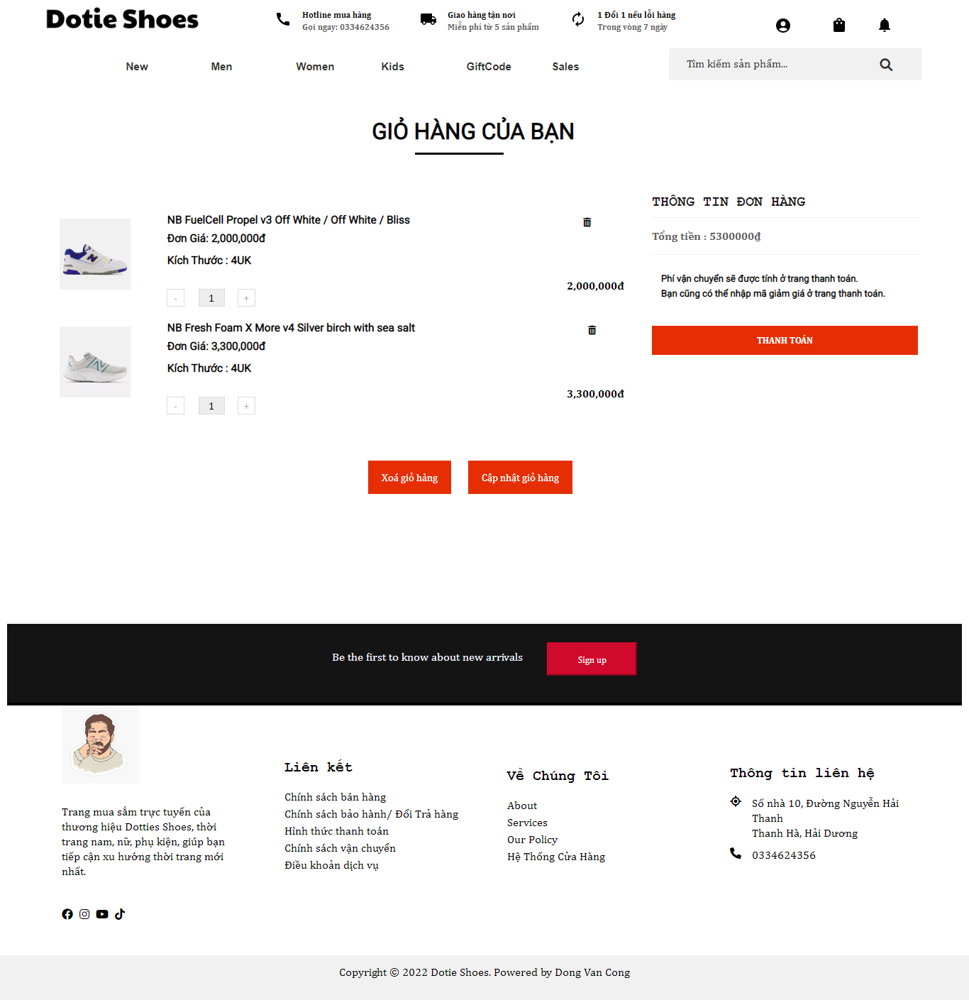 Dotie Shoes
Hotline mua hàng
Gọi ngay: 0334624356
Giao hàng tận nơi
Miễn phí từ 5 sản phẩm
1 Đổi 1 nếu lỗi hàng
Trong vòng 7 ngày
New
Men
Women
Kids
GiftCode
Sales
Tìm kiếm sản phẩm...
GIỎ HÀNG CỦA BẠN
NB FuelCell Propel v3 Off White / Off White / Bliss
Đơn Giá: 2,000,000đ
Kích Thước : 4UK
- 1 +
2,000,000đ
NB Fresh Foam X More v4 Silver birch with sea salt
Đơn Giá: 3,300,000đ
Kích Thước : 4UK
- 1 +
3,300,000đ
THÔNG TIN ĐƠN HÀNG
Tổng tiền : 5300000₫
Phí vận chuyển sẽ được tính ở trang thanh toán.
Bạn cũng có thể nhập mã giảm giá ở trang thanh toán.
THANH TOÁN
Xoá giỏ hàng
Cập nhật giỏ hàng
Be the first to know about new arrivals
Sign up
Trang mua sắm trực tuyến của
thương hiệu Dotties Shoes, thời
trang nam, nữ, phụ kiện, giúp bạn
tiếp cận xu hướng thời trang mới
nhất.
Liên kết
Chính sách bán hàng
Chính sách bảo hành/ Đổi Trả hàng
Hình thức thanh toán
Chính sách vận chuyển
Điều khoản dịch vụ
Về Chúng Tôi
About
Services
Our Policy
Hệ Thống Cửa Hàng
Thông tin liên hệ
Số nhà 10, Đường Nguyễn Hải
Thanh
Thanh Hà, Hải Dương
0334624356
Copyright © 2022 Dotie Shoes. Powered by Dong Van Cong